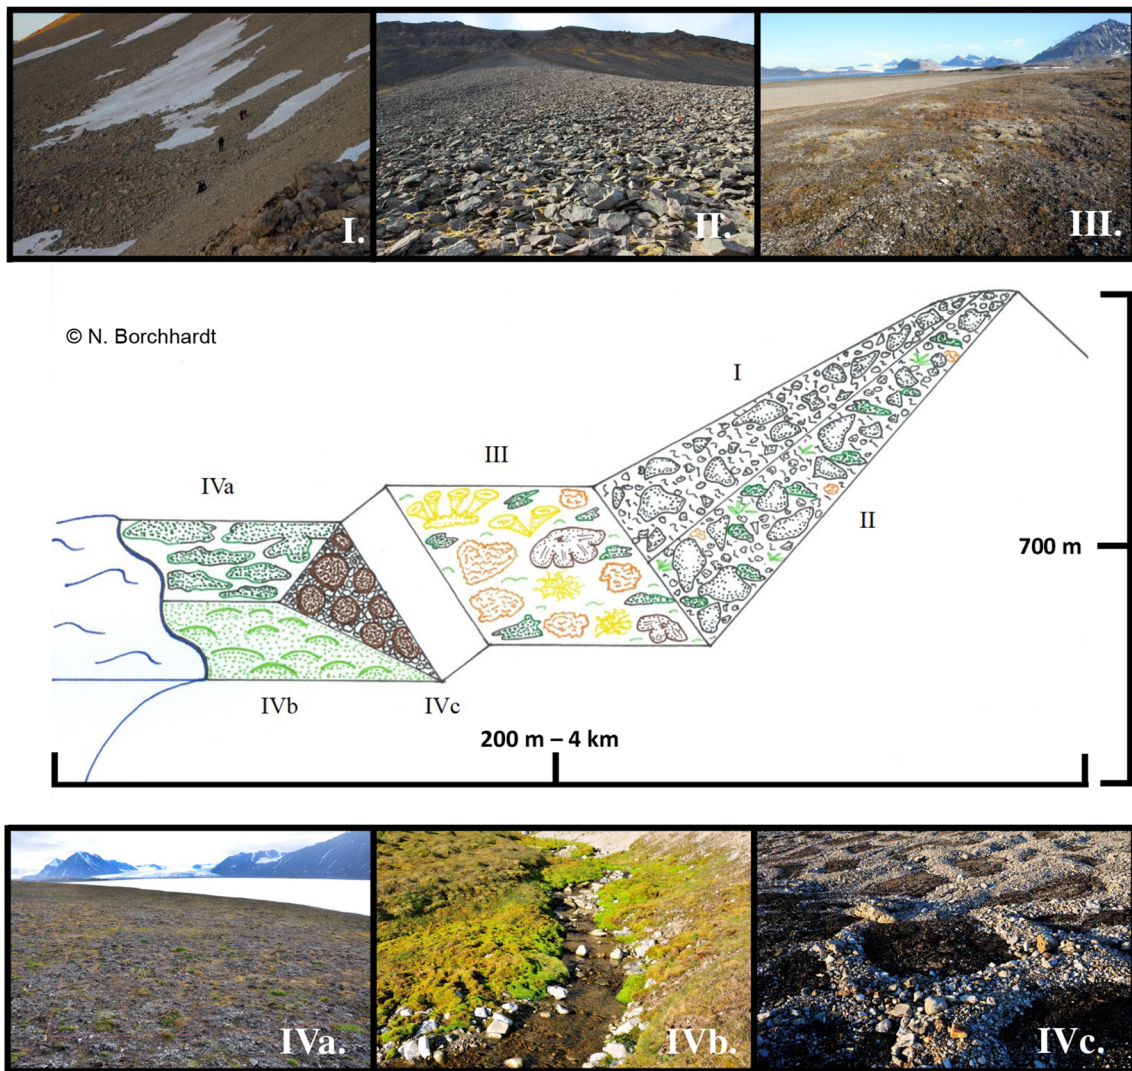 I.
II.
III.
© N. Borchhardt
I
III
IVa
II
700 m
IVb
IVc
200 m – 4 km
IVa.
IVb.
IVc.